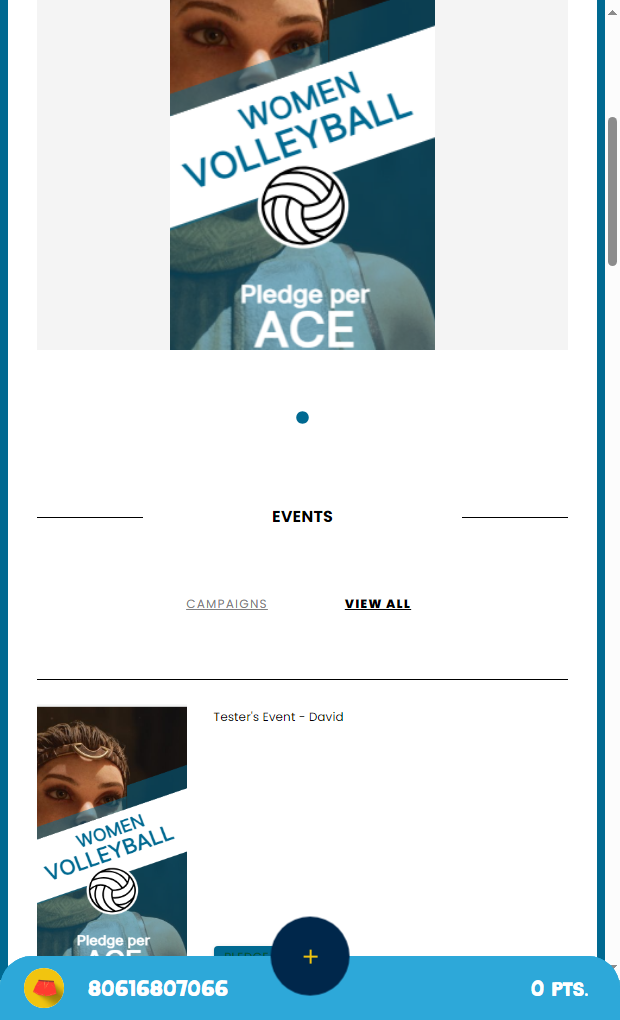 WOMEN
VOLLEYBALL
Pledge per
ACE
EVENTS
CAMPAIGNS
VIEW ALL
Tester's Event - David
WOMEN
VOLLEYBALL
Pledge per
ACE
+
80616807066
0 PTS.